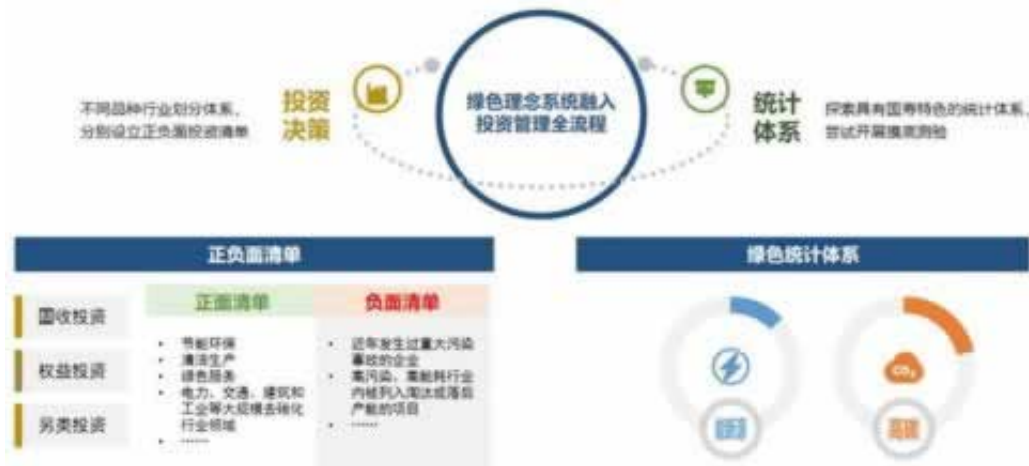 绿色理念系统融入
投资管理全流程
投资
决策
不同品种行业划分体系、
分别设立正负面投资清单
统计
体系
探索具有国寿特色的统计体系，
尝试开展摸底测验
正负面清单
国收投资
权益投资
另类投资
正面清单
• 节能环保
• 清洁生产
• 绿色服务
• 电力、交通、建筑和
工业等大规模去碳化
行业领域
• ……
负面清单
• 近年发生过重大污染
事故的企业
• 高污染、高能耗行业
内被列入淘汰或落后
产能的项目
• ……
绿色统计体系
CO₂
高碳